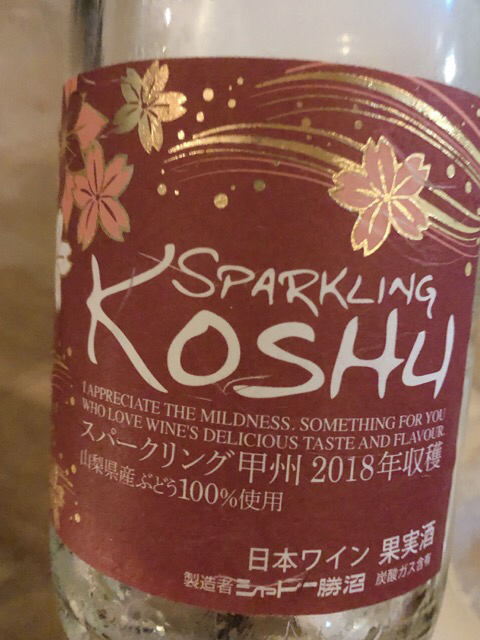 SPARKLING
KOSHU
I APPRECIATE THE MILDNESS. SOMETHING FOR YOU
WHO LOVE WINE'S DELICIOUS TASTE AND FLAVOUR.
スパークリング 甲州 2018年収穫
山梨県産ぶどう100%使用
日本ワイン 果実酒
製造者 シャトー勝沼 炭酸ガス含有